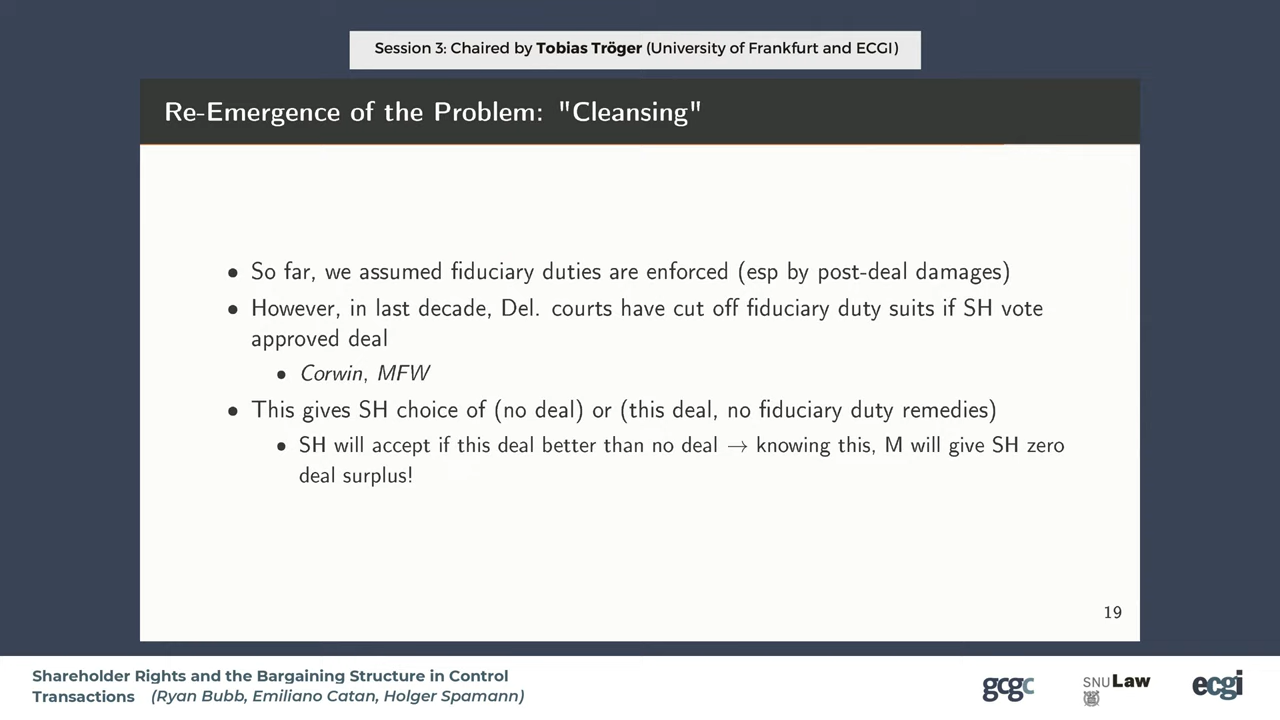 Session 3: Chaired by Tobias Tröger (University of Frankfurt and ECGI)
Re-Emergence of the Problem: "Cleansing"
• So far, we assumed fiduciary duties are enforced (esp by post-deal damages)
• However, in last decade, Del. courts have cut off fiduciary duty suits if SH vote
approved deal
• Corwin, MFW
• This gives SH choice of (no deal) or (this deal, no fiduciary duty remedies)
• SH will accept if this deal better than no deal → knowing this, M will give SH zero
deal surplus!
19
Shareholder Rights and the Bargaining Structure in Control
Transactions (Ryan Bubb, Emiliano Catan, Holger Spamann)
gcgc
SNU Law
ecgi